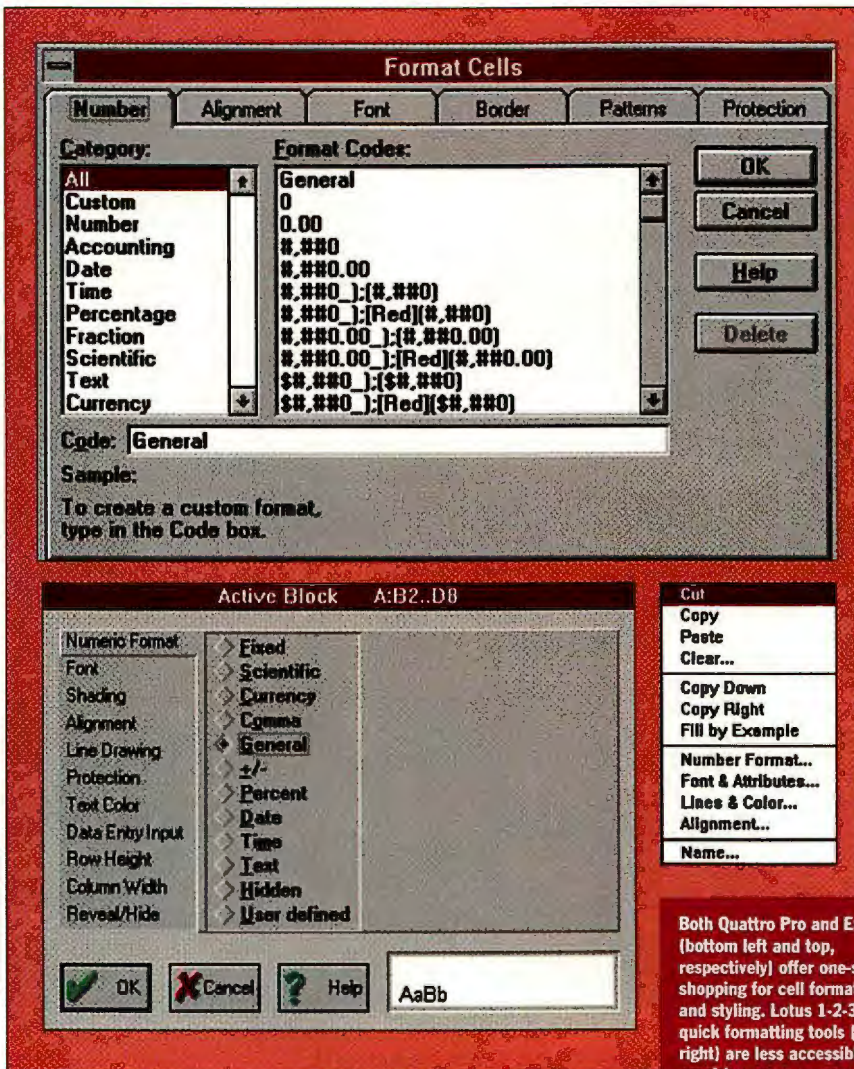 Format Cells
Number Alignment Font Border Patterns Protection
Category: Format Codes:
All
Custom
Number
Accounting
Date
Time
Percentage
Fraction
Scientific
Text
Currency
General
0
0.00
#,##0
#,##0.00
#,##0_);(#,##0)
#,##0_);[Red](#,##0)
#,##0.00_);(#,##0.00)
#,##0.00_);[Red](#,##0.00)
$#,##0_);($#,##0)
$#,##0_);[Red]($#,##0)
OK
Cancel
Help
Delete
Code: General
Sample:
To create a custom format,
type in the Code box.
Active Block A:B2..D8
Numeric Format
Font
Shading
Alignment
Line Drawing
Protection
Text Color
Data Entry Input
Row Height
Column Width
Reveal/Hide
Fixed
Scientific
Currency
Comma
General
+/-
Percent
Date
Time
Text
Hidden
User defined
OK Cancel Help AaBb
Cut
Copy
Paste
Clear...
Copy Down
Copy Right
Fill by Example
Number Format...
Font & Attributes...
Lines & Color...
Alignment...
Name...
Both Quattro Pro and
(bottom left and top,
respectively) offer
shopping for cell
and styling. Lotus
quick formatting tools
right) are less